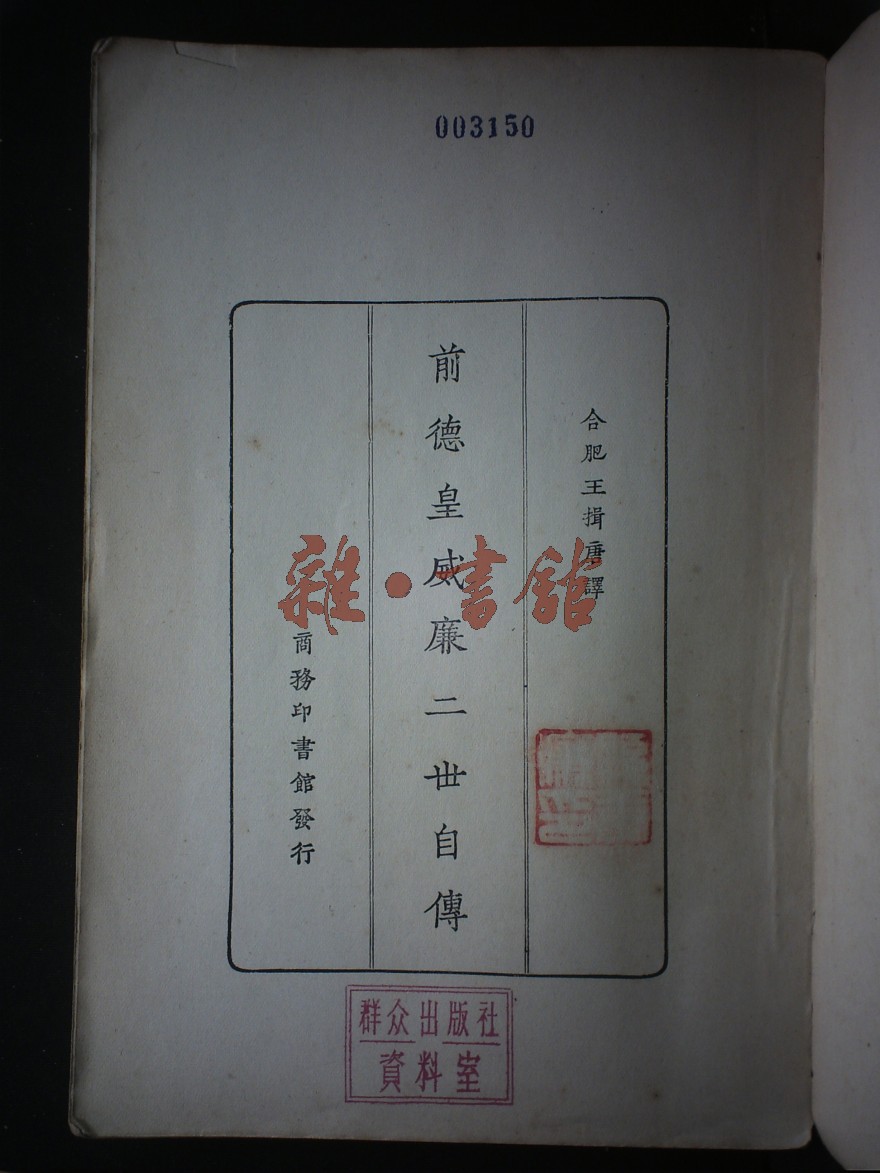 003150
合肥王揖唐譯
前德皇威廉二世自傳
商務印書館發行
雜·書館
群众出版社
資料室